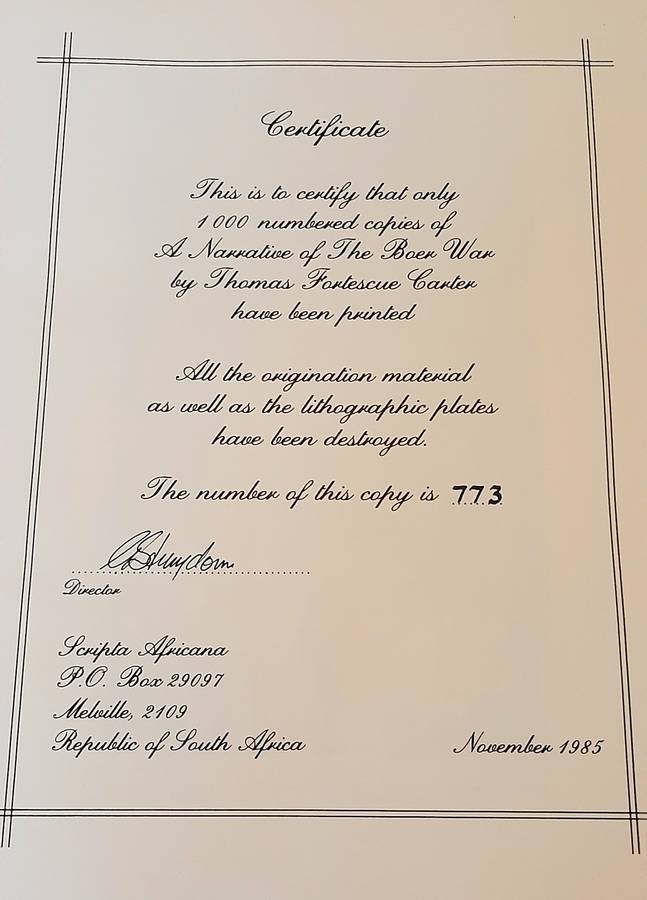 Certificate
This is to certify that only
1000 numbered copies of
A Narrative of The Boer War
by Thomas Fortescue Carter
have been printed
All the origination material
as well as the lithographic plates
have been destroyed.
The number of this copy is 773
Director
Scripta Africana
P.O. Box 29097
Melville, 2109
Republic of South Africa
November 1985